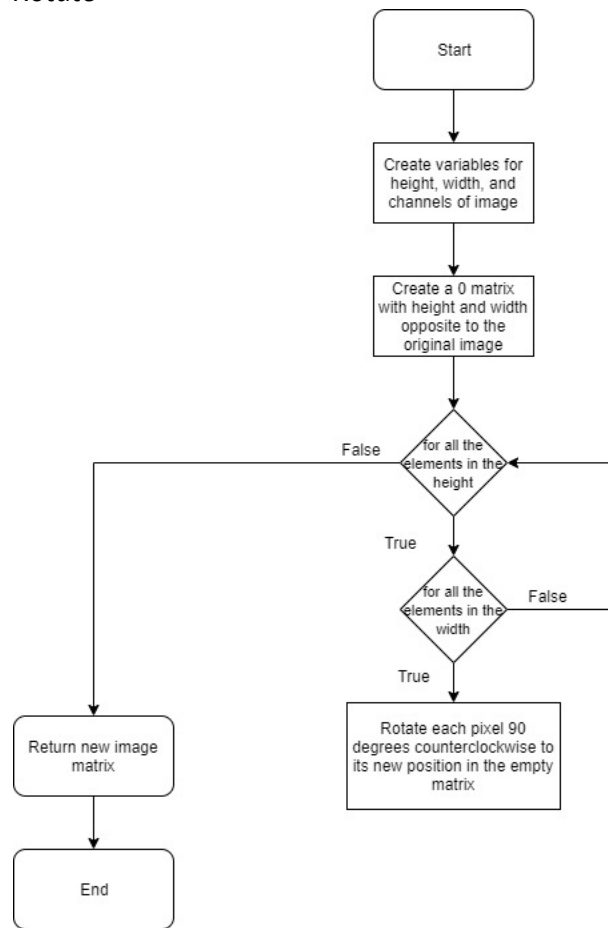 Rotate
Start
Create variables for
height, width, and
channels of image
Create a 0 matrix
with height and width
opposite to the
original image
for all the
elements in the
height
False
True
for all the
elements in the
width
False
True
Rotate each pixel 90
degrees counterclockwise to
its new position in the empty
matrix
Return new image
matrix
End